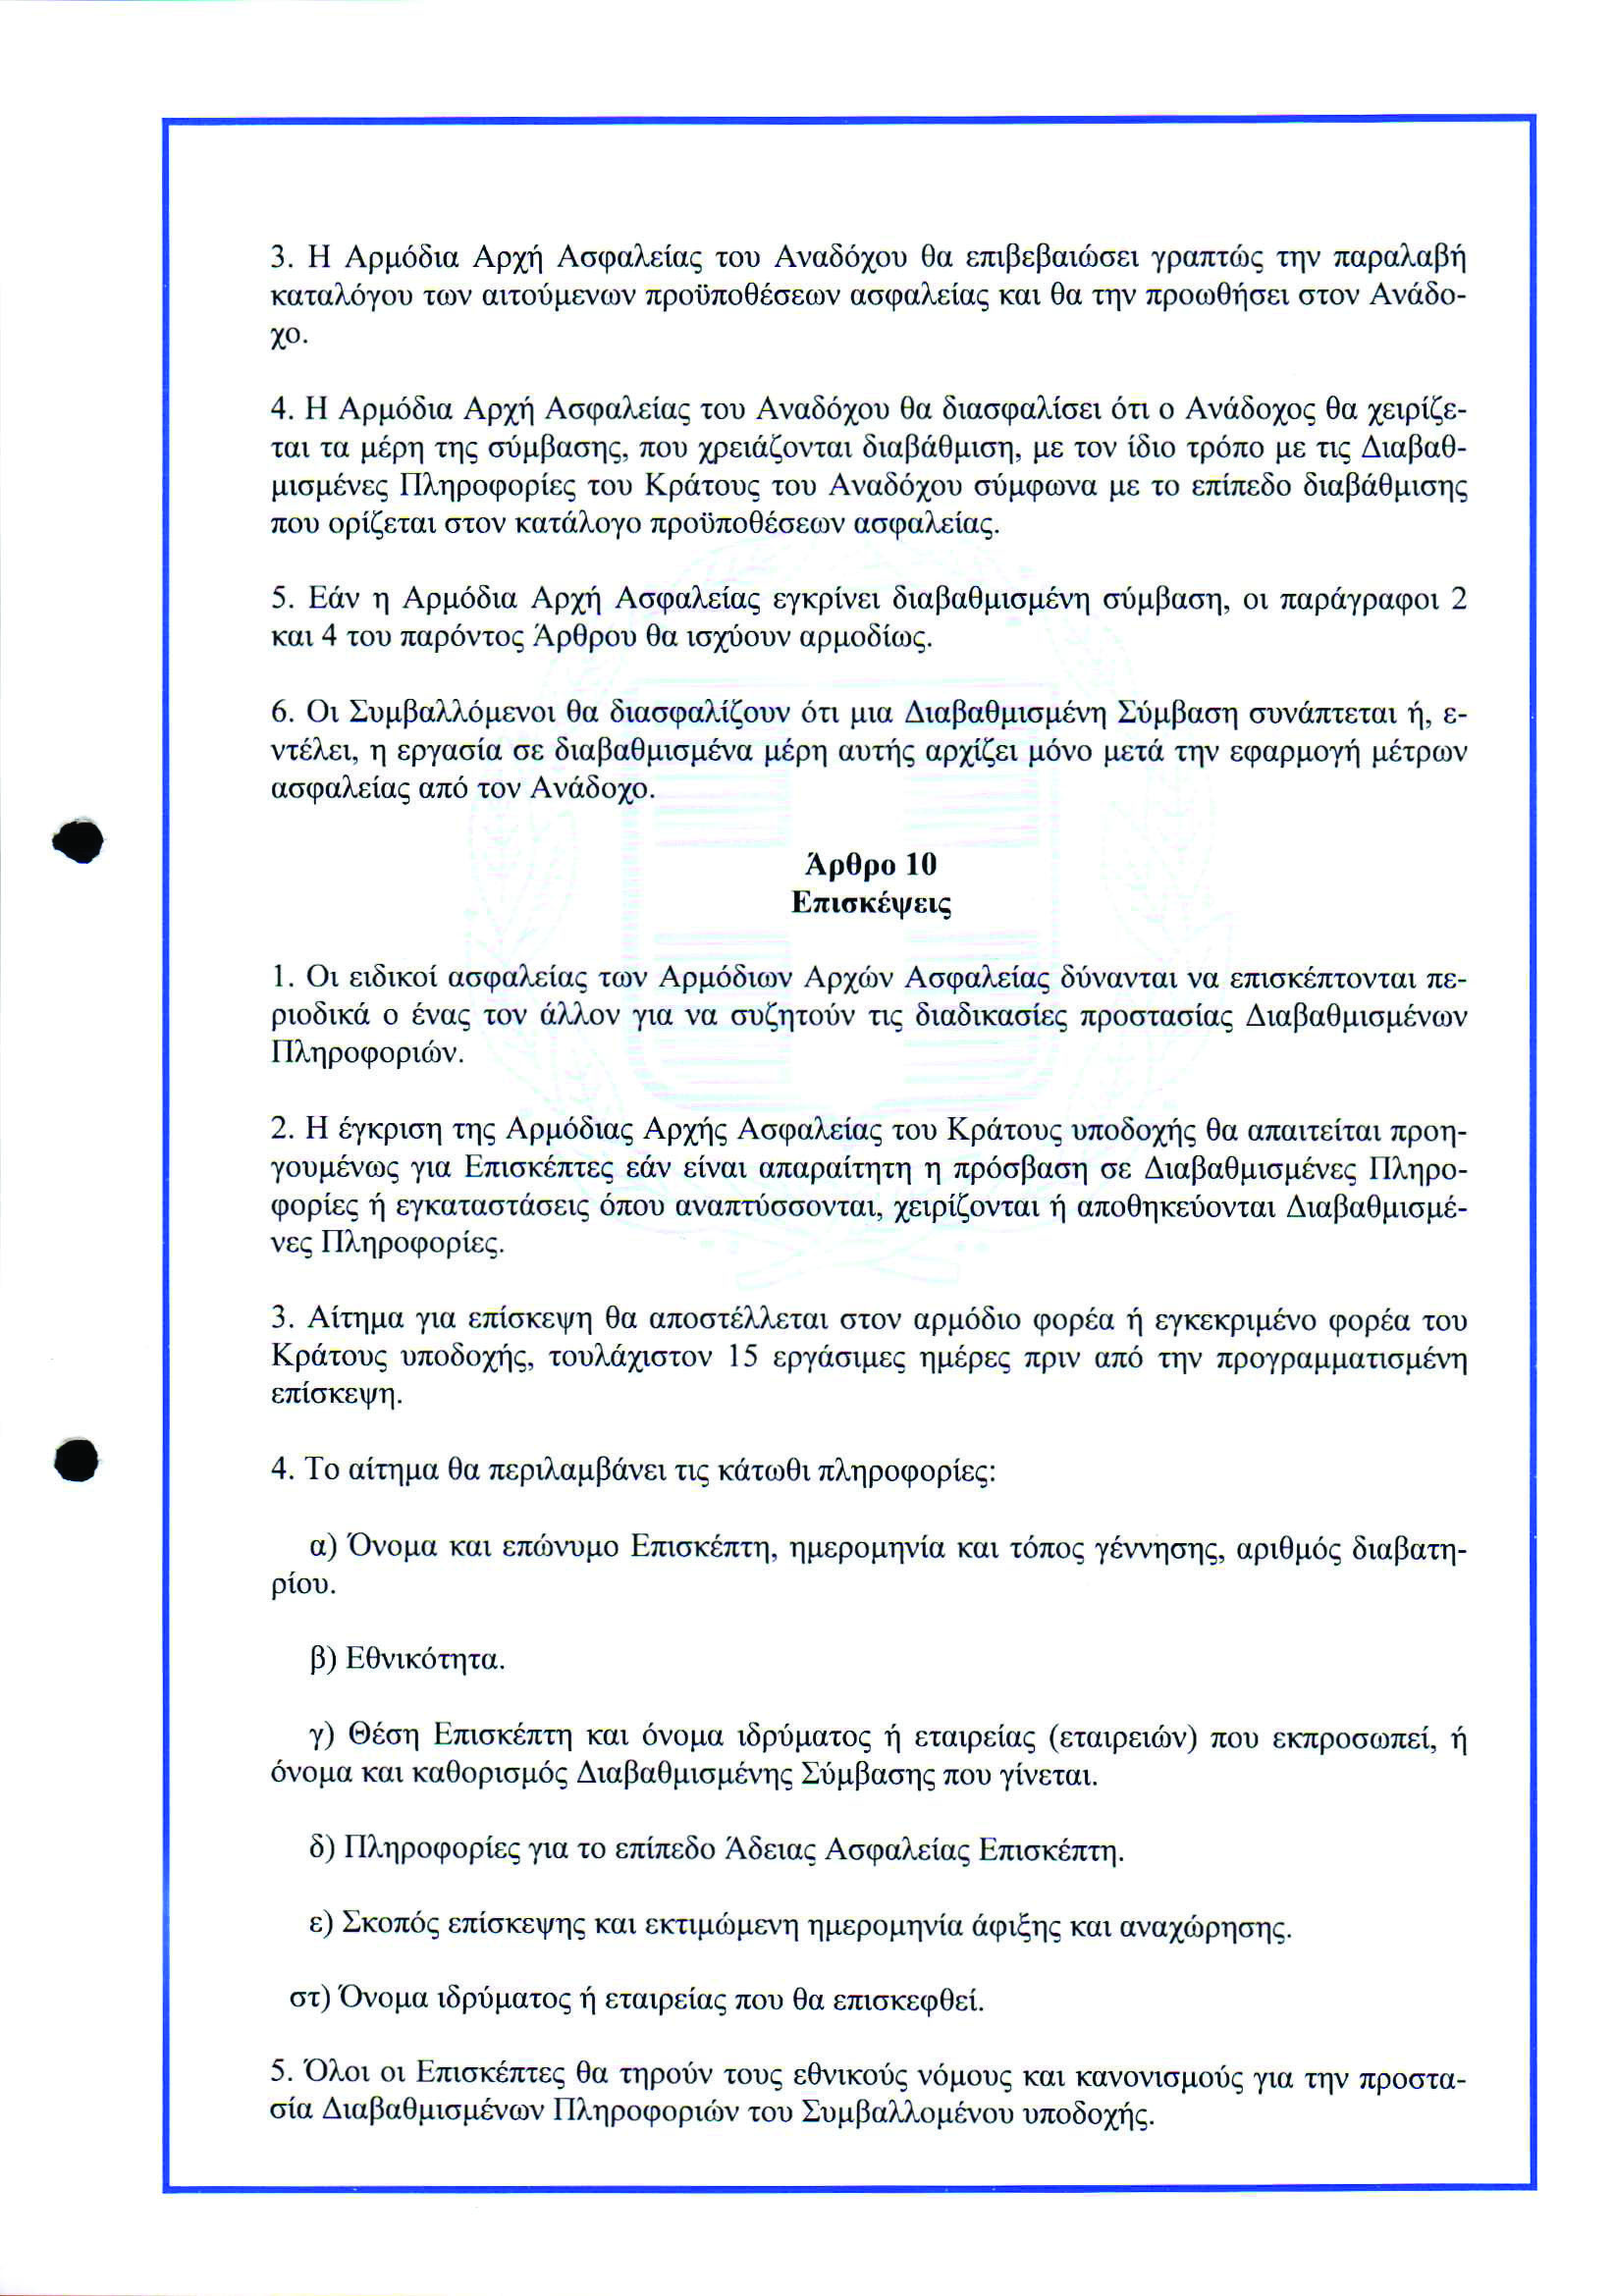 3. Η Αρμόδια Αρχή Ασφαλείας του Αναδόχου θα επιβεβαιώσει γραπτώς την παραλαβή
καταλόγου των αιτούμενων προϋποθέσεων ασφαλείας και θα την προωθήσει στον Ανάδο-
χο.
4. Η Αρμόδια Αρχή Ασφαλείας του Αναδόχου θα διασφαλίσει ότι ο Ανάδοχος θα χειρίζε-
ται τα μέρη της σύμβασης, που χρειάζονται διαβάθμιση, με τον ίδιο τρόπο με τις Διαβαθ-
μισμένες Πληροφορίες του Κράτους του Αναδόχου σύμφωνα με το επίπεδο διαβάθμισης
που ορίζεται στον κατάλογο προϋποθέσεων ασφαλείας.
5. Εάν η Αρμόδια Αρχή Ασφαλείας εγκρίνει διαβαθμισμένη σύμβαση, οι παράγραφοι 2
και 4 του παρόντος Άρθρου θα ισχύουν αρμοδίως.
6. Οι Συμβαλλόμενοι θα διασφαλίζουν ότι μια Διαβαθμισμένη Σύμβαση συνάπτεται ή, ε-
ντέλει, η εργασία σε διαβαθμισμένα μέρη αυτής αρχίζει μόνο μετά την εφαρμογή μέτρων
ασφαλείας από τον Ανάδοχο.
Άρθρο 10
Επισκέψεις
1. Οι ειδικοί ασφαλείας των Αρμόδιων Αρχών Ασφαλείας δύνανται να επισκέπτονται πε-
ριοδικά ο ένας τον άλλον για να συζητούν τις διαδικασίες προστασίας Διαβαθμισμένων
Πληροφοριών.
2. Η έγκριση της Αρμόδιας Αρχής Ασφαλείας του Κράτους υποδοχής θα απαιτείται προη-
γουμένως για Επισκέπτες εάν είναι απαραίτητη η πρόσβαση σε Διαβαθμισμένες Πληρο-
φορίες ή εγκαταστάσεις όπου αναπτύσσονται, χειρίζονται ή αποθηκεύονται Διαβαθμισμέ-
νες Πληροφορίες.
3. Αίτημα για επίσκεψη θα αποστέλλεται στον αρμόδιο φορέα ή εγκεκριμένο φορέα του
Κράτους υποδοχής, τουλάχιστον 15 εργάσιμες ημέρες πριν από την προγραμματισμένη
επίσκεψη.
4. Το αίτημα θα περιλαμβάνει τις κάτωθι πληροφορίες:
α) Όνομα και επώνυμο Επισκέπτη, ημερομηνία και τόπος γέννησης, αριθμός διαβατη-
ρίου.
β) Εθνικότητα.
γ) Θέση Επισκέπτη και όνομα ιδρύματος ή εταιρείας (εταιρειών) που εκπροσωπεί, ή
όνομα και καθορισμός Διαβαθμισμένης Σύμβασης που γίνεται.
δ) Πληροφορίες για το επίπεδο Άδειας Ασφαλείας Επισκέπτη.
ε) Σκοπός επίσκεψης και εκτιμώμενη ημερομηνία άφιξης και αναχώρησης.
στ) Όνομα ιδρύματος ή εταιρείας που θα επισκεφθεί.
5. Όλοι οι Επισκέπτες θα τηρούν τους εθνικούς νόμους και κανονισμούς για την προστα-
σία Διαβαθμισμένων Πληροφοριών του Συμβαλλομένου υποδοχής.